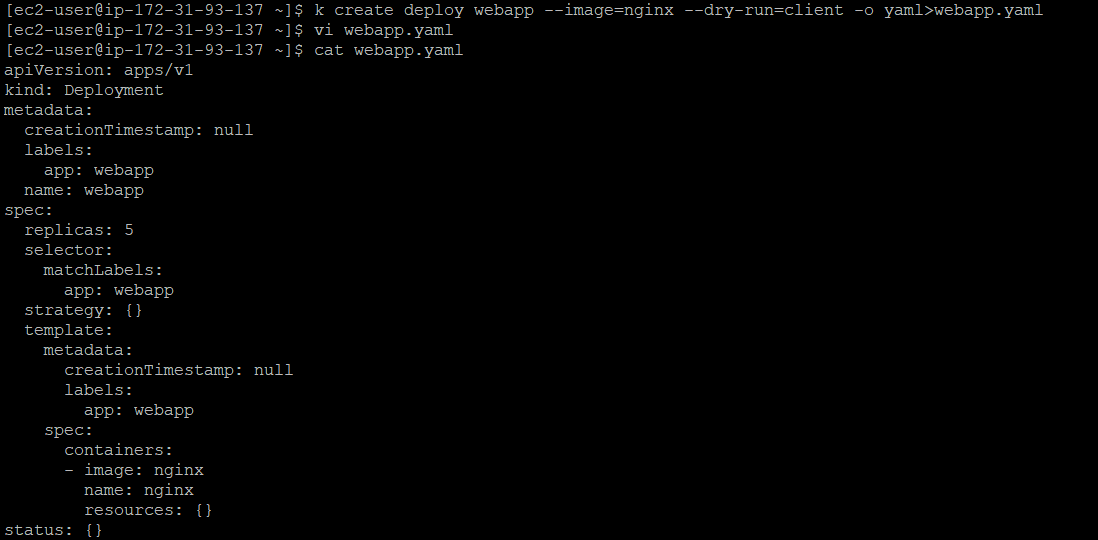 [ec2-user@ip-172-31-93-137 ~]$ k create deploy webapp --image=nginx --dry-run=client -o yaml>webapp.yaml
[ec2-user@ip-172-31-93-137 ~]$ vi webapp.yaml
[ec2-user@ip-172-31-93-137 ~]$ cat webapp.yaml
apiVersion: apps/v1
kind: Deployment
metadata:
  creationTimestamp: null
  labels:
    app: webapp
  name: webapp
spec:
  replicas: 5
  selector:
    matchLabels:
      app: webapp
  strategy: {}
  template:
    metadata:
      creationTimestamp: null
      labels:
        app: webapp
    spec:
      containers:
      - image: nginx
        name: nginx
        resources: {}
status: {}